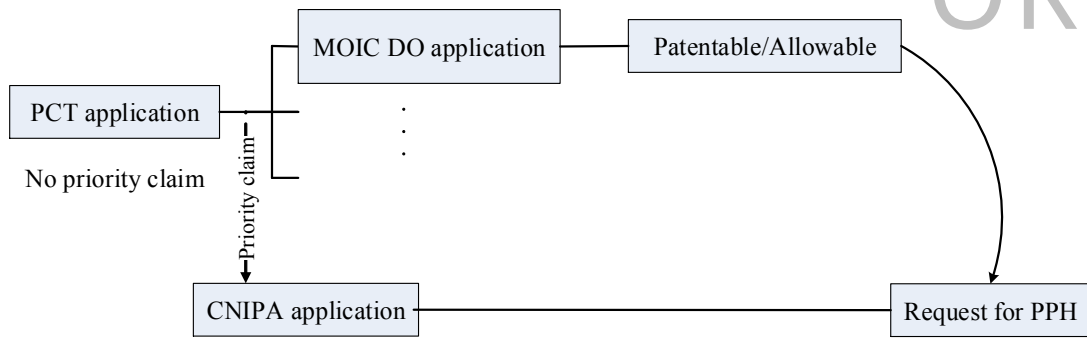 MOIC DO application
Patentable/Allowable
PCT application
No priority claim
Priority claim
CNIPA application
Request for PPH